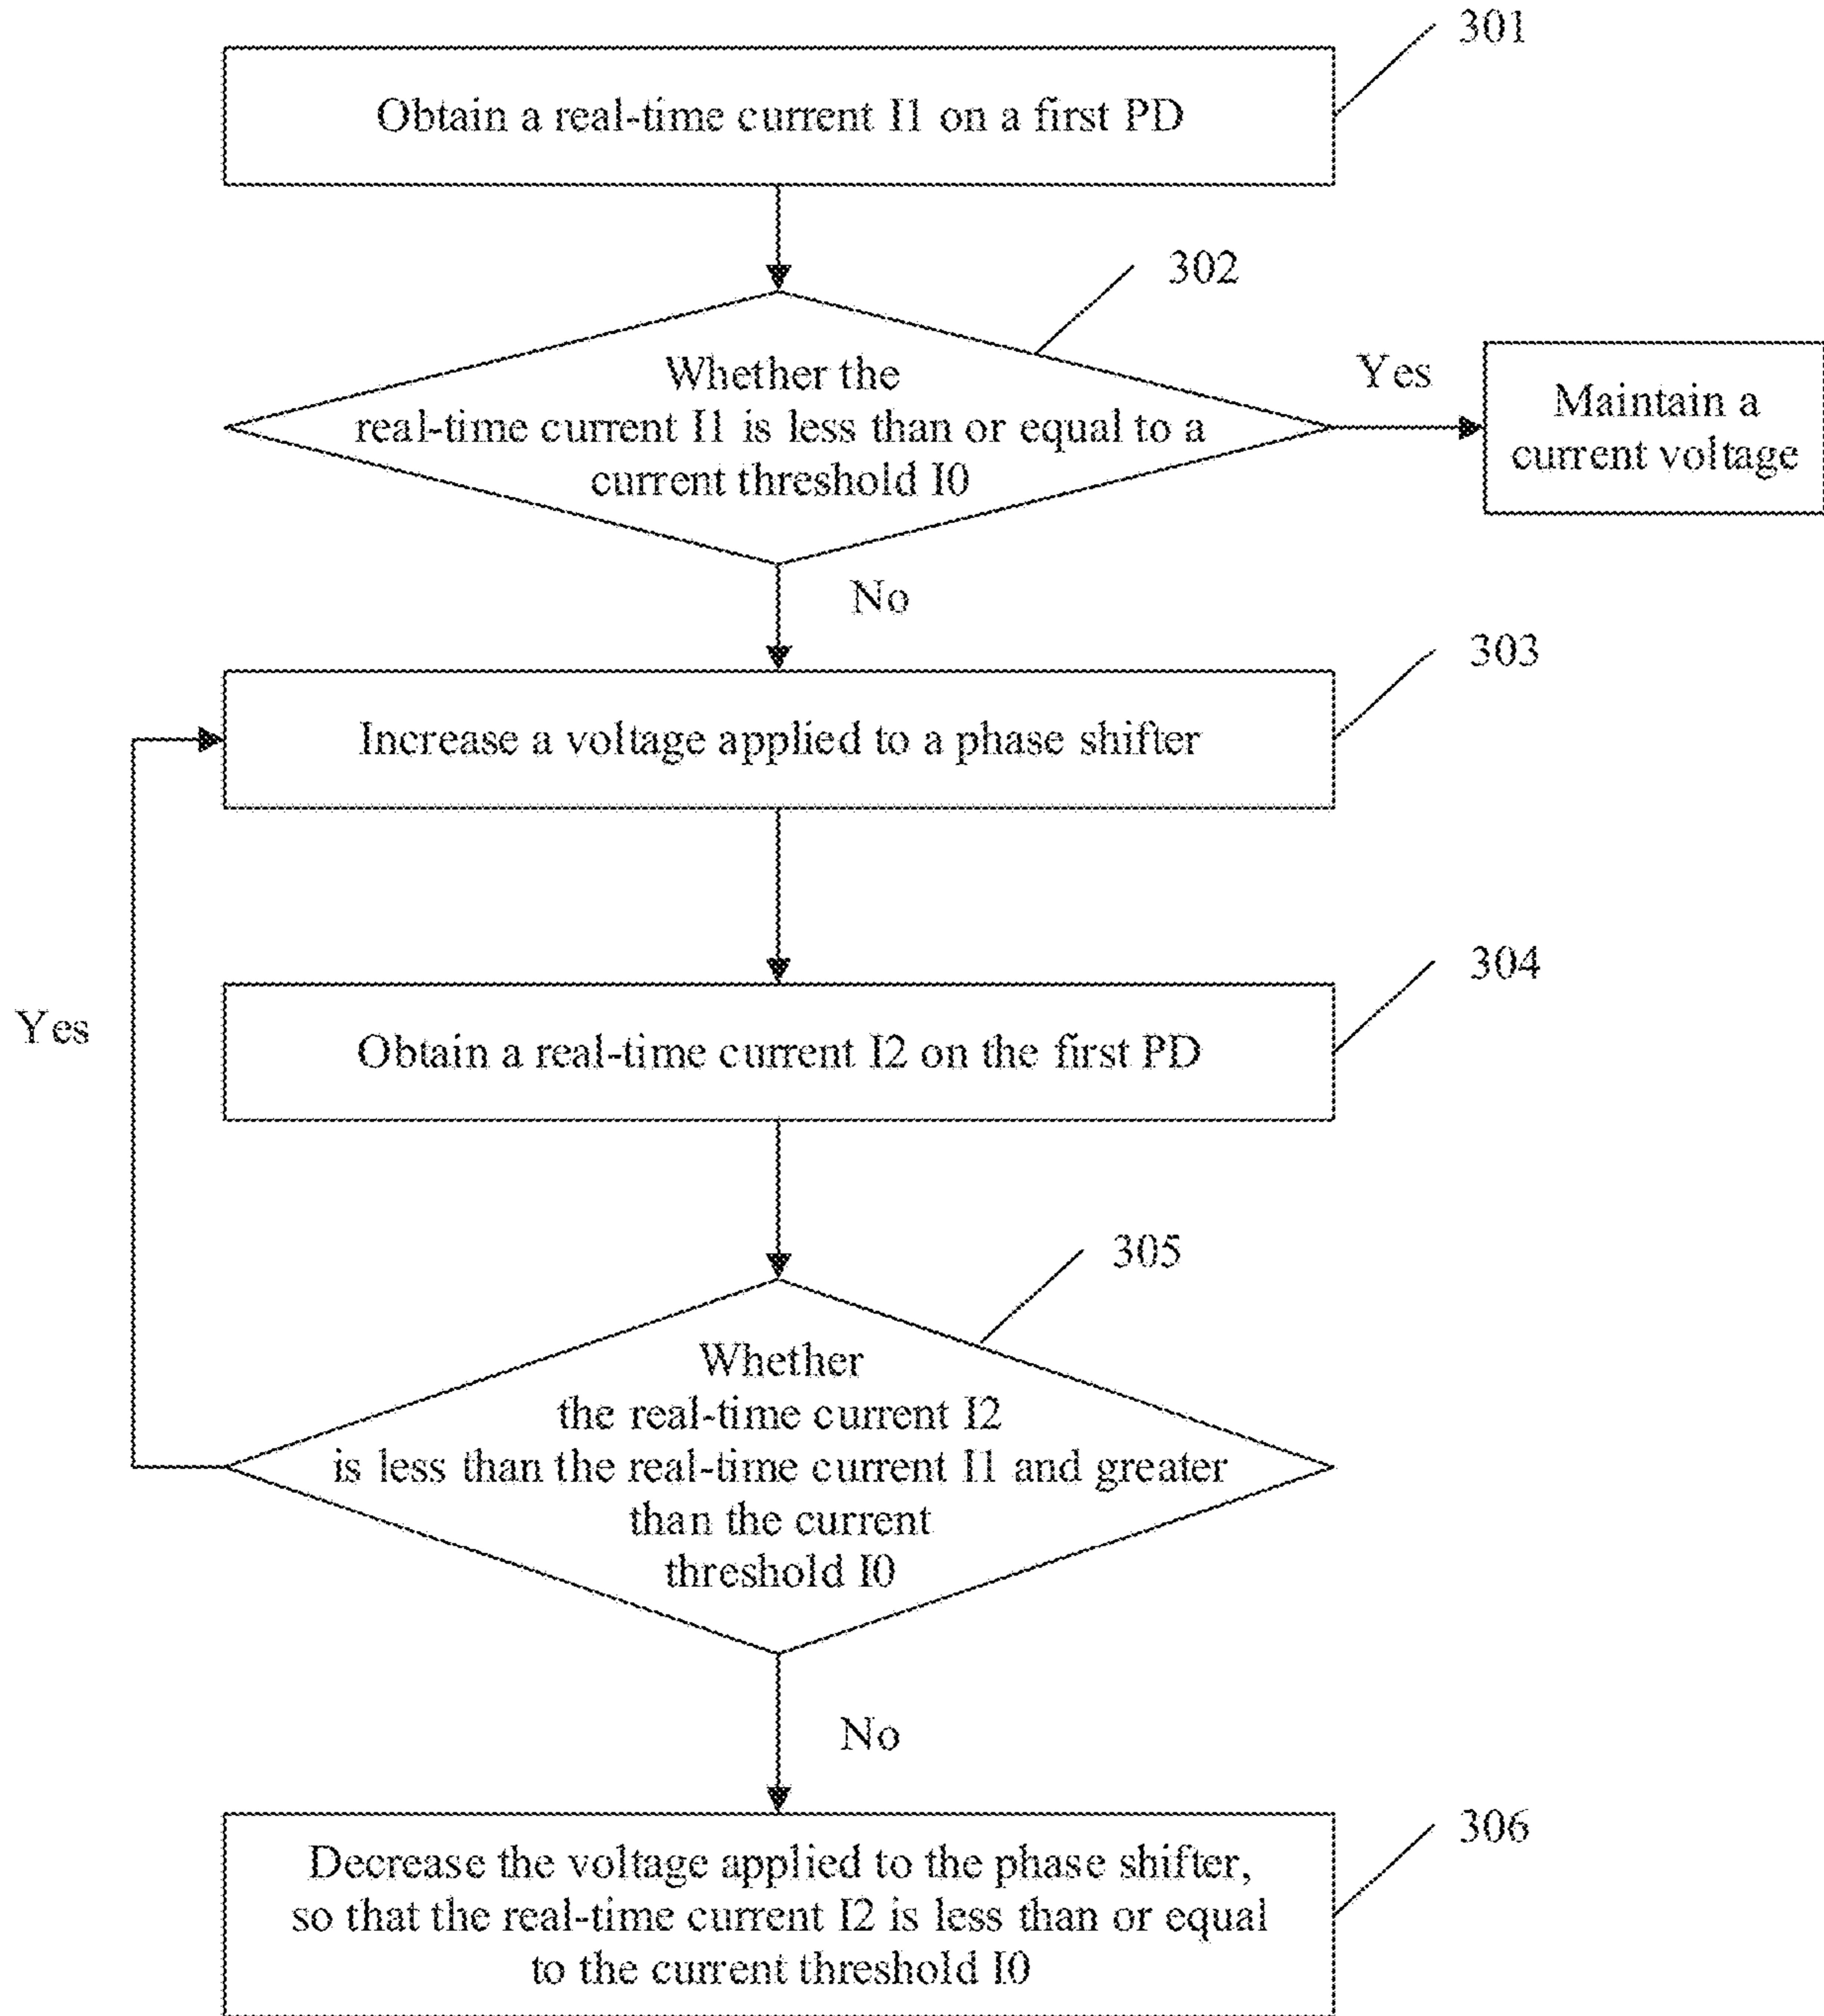 301
Obtain a real-time current I1 on a first PD
302
Whether the
real-time current I1 is less than or equal to a
current threshold I0
Yes
Maintain a
current voltage
No
303
Increase a voltage applied to a phase shifter
304
Obtain a real-time current I2 on the first PD
Yes
305
Whether
the real-time current I2
is less than the real-time current I1 and greater
than the current
threshold I0
No
306
Decrease the voltage applied to the phase shifter,
so that the real-time current I2 is less than or equal
to the current threshold I0